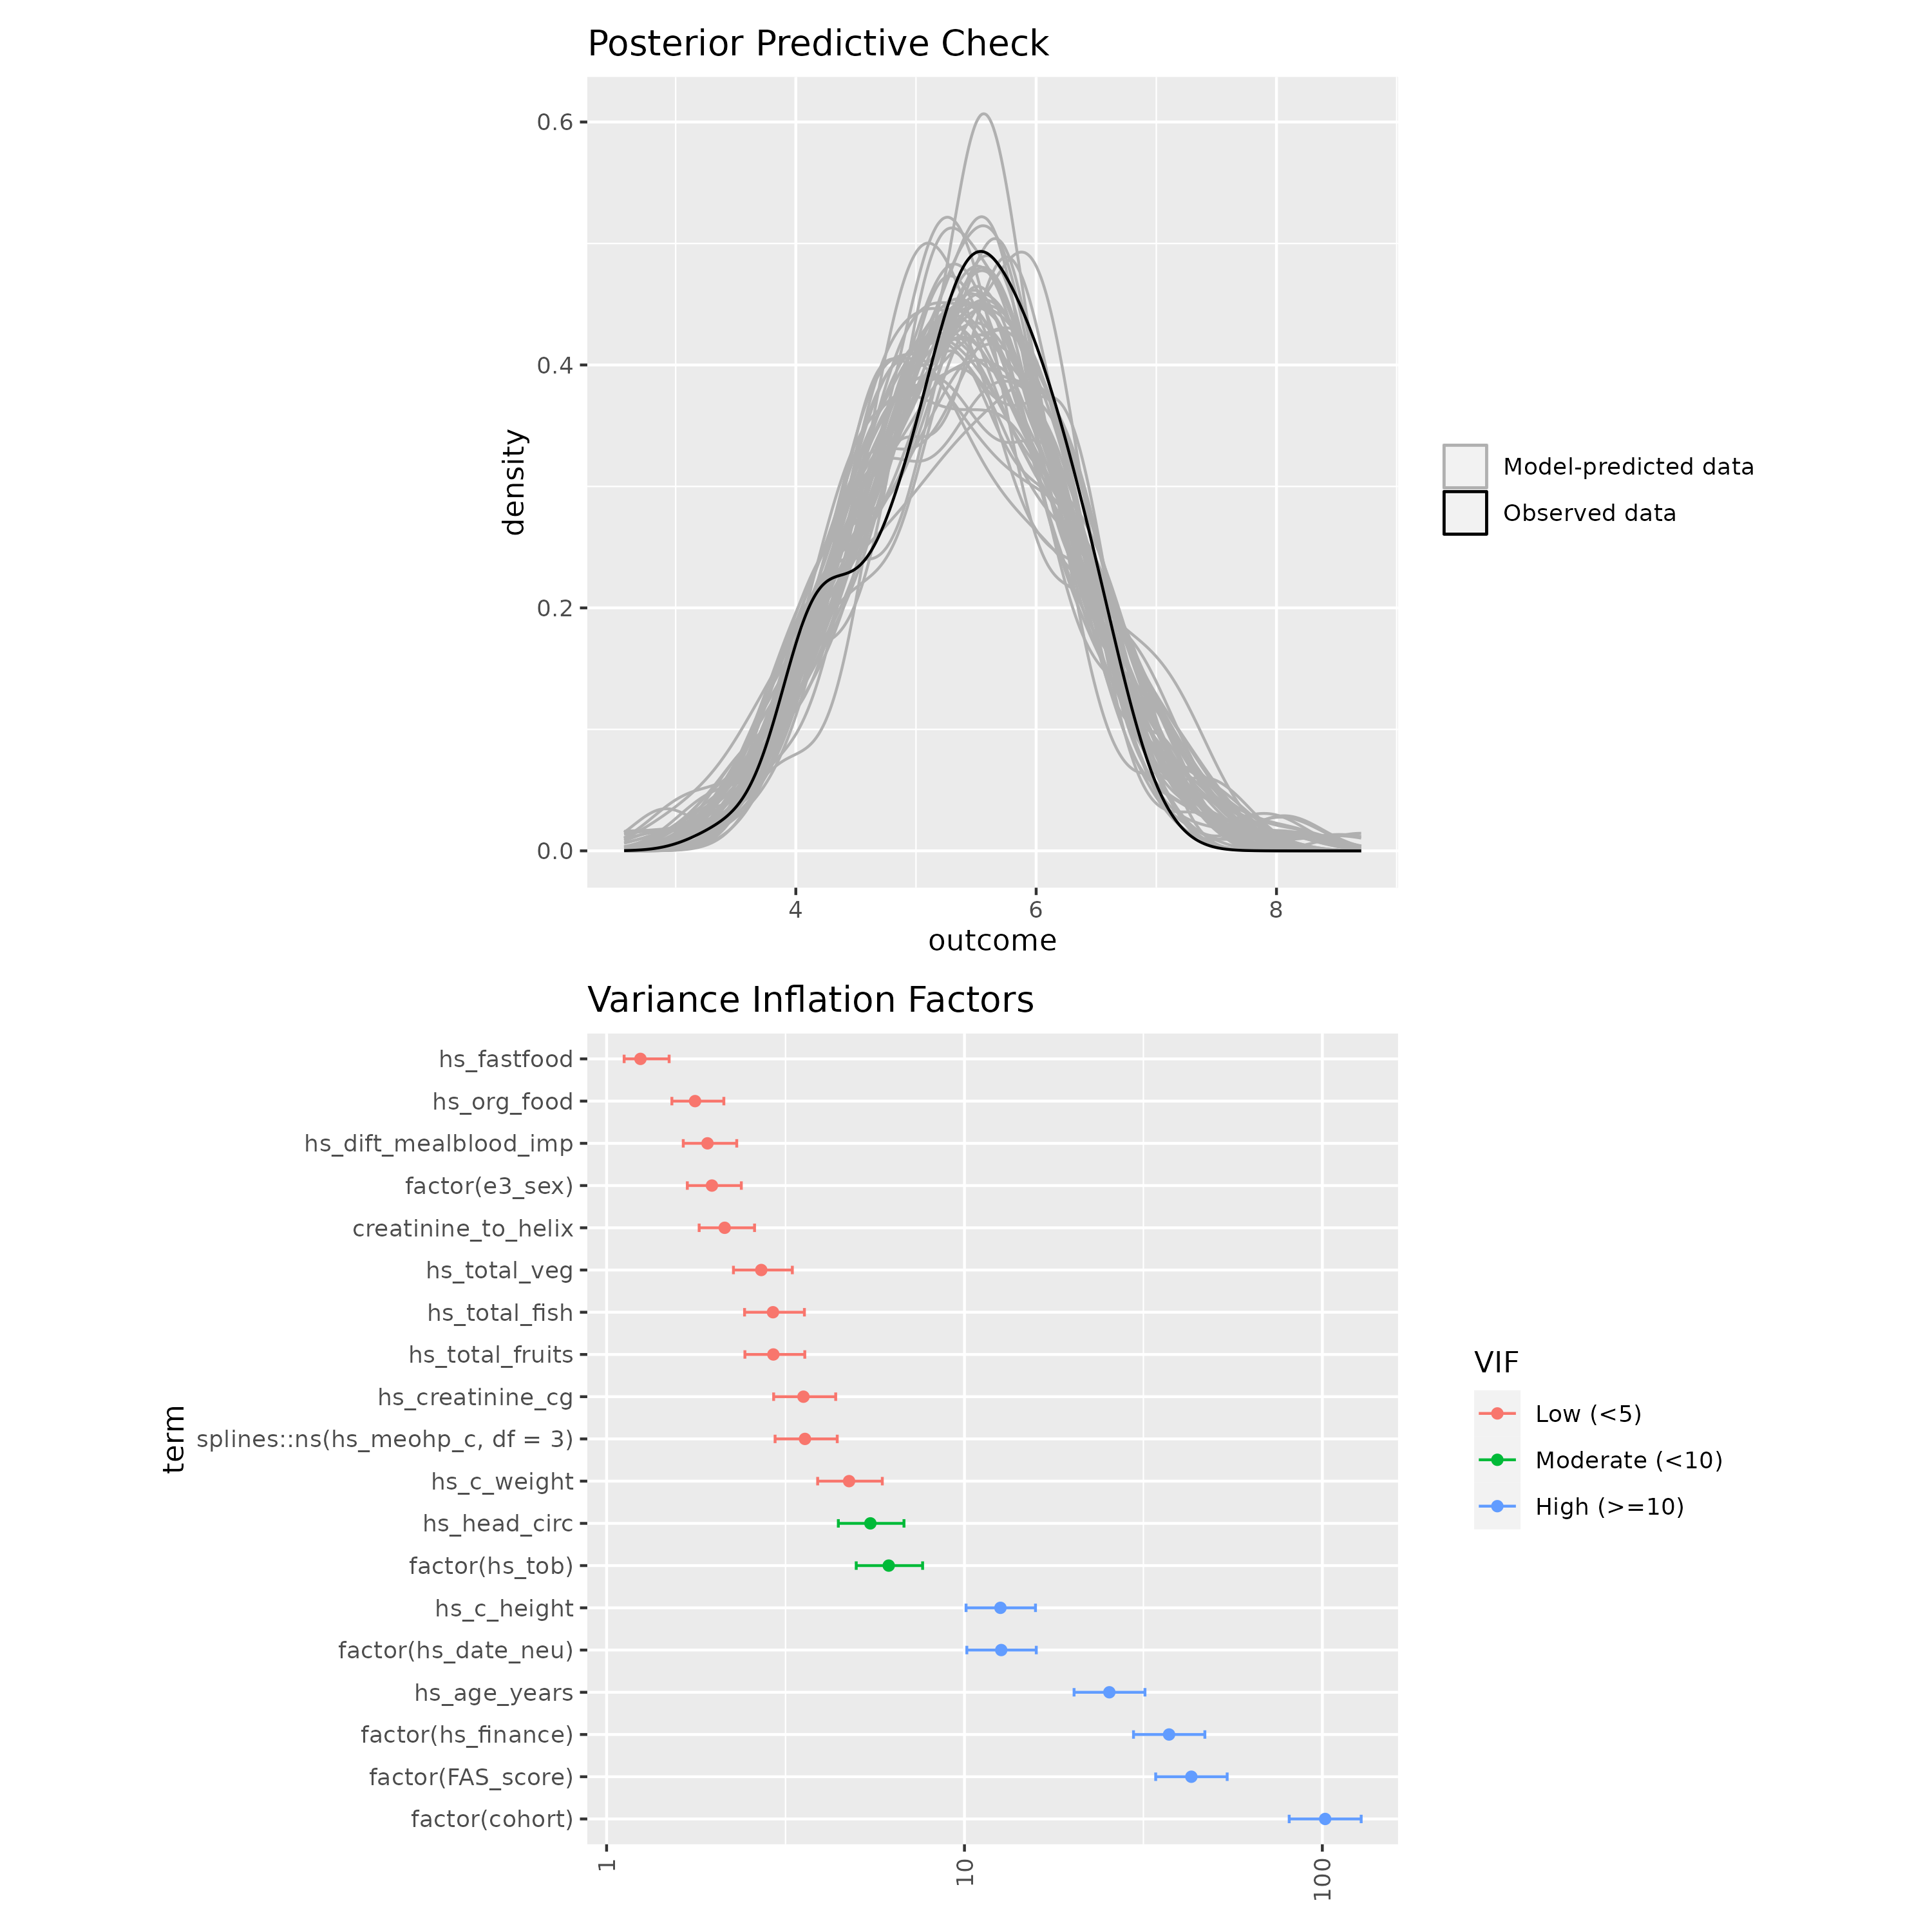 Posterior Predictive Check
0.6
0.4
0.2
0.0
density
4
6
8
outcome
Model-predicted data
Observed data
Variance Inflation Factors
hs_fastfood
hs_org_food
hs_dift_mealblood_imp
factor(e3_sex)
creatinine_to_helix
hs_total_veg
hs_total_fish
hs_total_fruits
hs_creatinine_cg
splines::ns(hs_meohp_c, df = 3)
hs_c_weight
hs_head_circ
factor(hs_tob)
hs_c_height
factor(hs_date_neu)
hs_age_years
factor(hs_finance)
factor(FAS_score)
factor(cohort)
term
1
10
100
VIF
Low (<5)
Moderate (<10)
High (>=10)